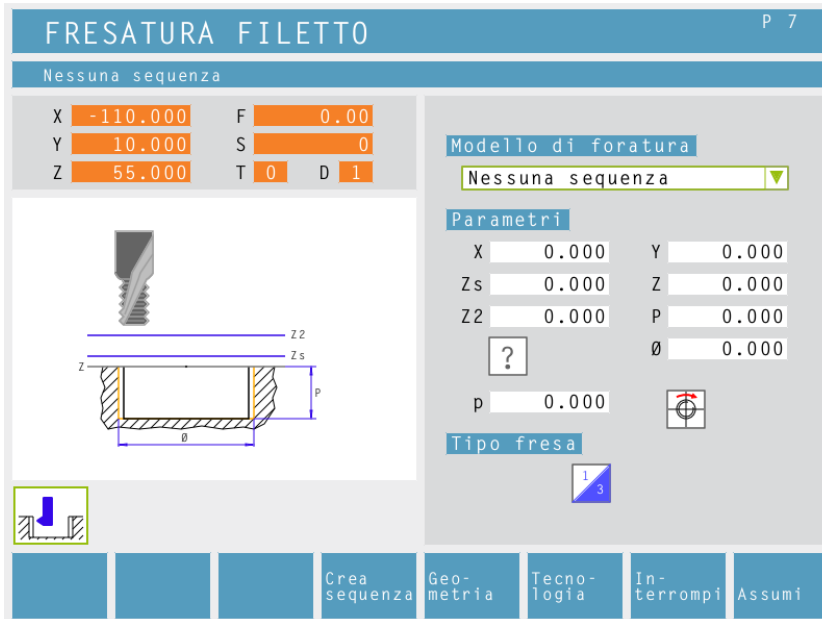 FRESATURA FILETTO
P 7
Nessuna sequenza
X -110.000 F 0.00
Y 10.000 S 0
Z 55.000 T 0 D 1
Modello di foratura
Nessuna sequenza
Parametri
X 0.000 Y 0.000
Zs 0.000 Z 0.000
Z2 0.000 P 0.000
? Ø 0.000
p 0.000
Tipo fresa
1
3
Z2
Zs
Z
P
Ø
Crea
sequenza
Geo-
metria
Tecno-
logia
In-
terrompi
Assumi